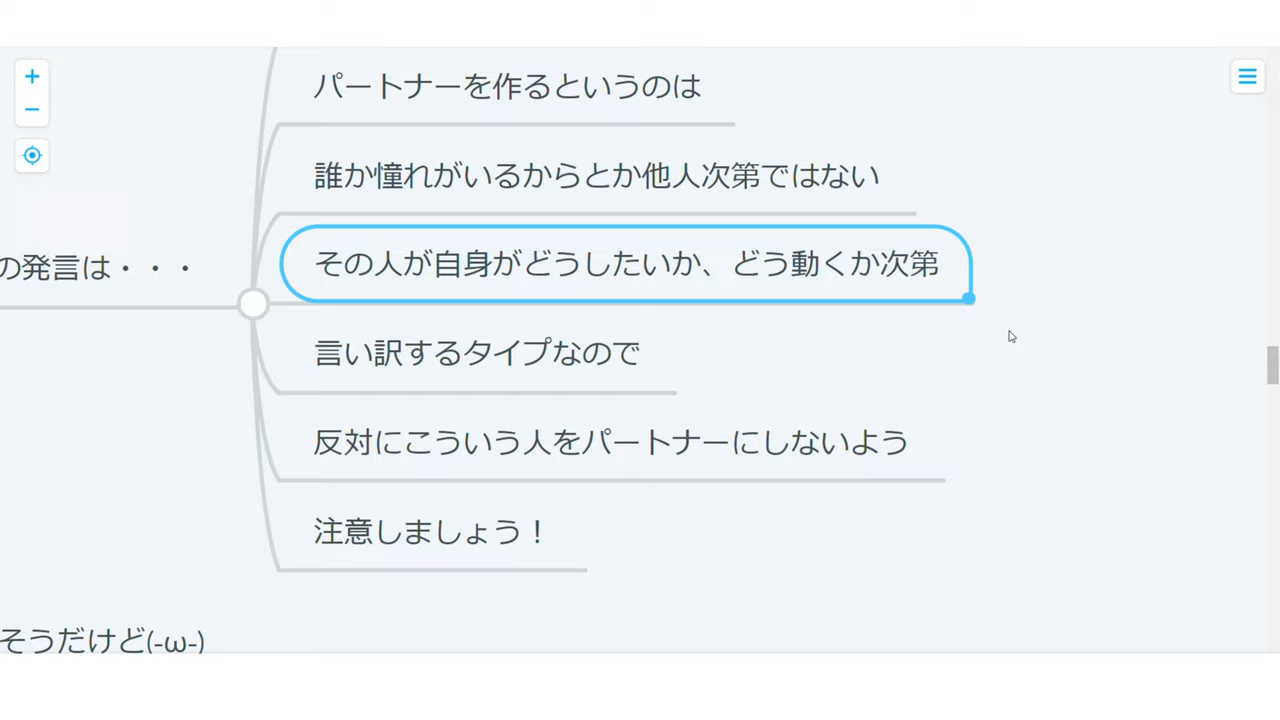 パートナーを作るというのは
誰か憧れがいるからとか他人次第ではない
の発言は・・・
その人が自身がどうしたいか、どう動くか次第
言い訳するタイプなので
反対にこういう人をパートナーにしないよう
注意しましょう！
そうだけど(-ω-)